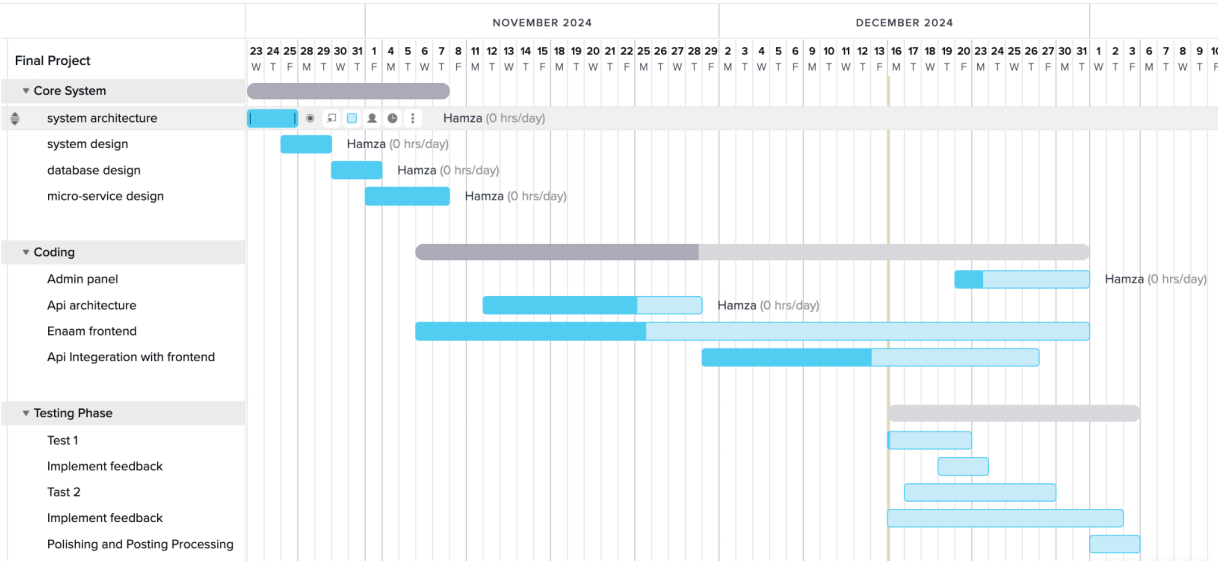 NOVEMBER 2024 DECEMBER 2024
Final Project 23 24 25 28 29 30 31 1 4 5 6 7 8 11 12 13 14 15 18 19 20 21 22 25 26 27 28 29 2 3 4 5 6 9 10 11 12 13 16 17 18 19 20 23 24 25 26 27 30 31 1 2 3 6 7 8 9
W T F M T W T F M T W T F M T W T F M T W T F M T W T F M T W T F M T W T F M T W T F M T W T F M T W T F M T W T
Core System
system architecture Hamza (0 hrs/day)
system design Hamza (0 hrs/day)
database design Hamza (0 hrs/day)
micro-service design Hamza (0 hrs/day)
Coding
Admin panel Hamza (0 hrs/day)
Api architecture Hamza (0 hrs/day)
Enaam frontend
Api Integeration with frontend
Testing Phase
Test 1
Implement feedback
Tast 2
Implement feedback
Polishing and Posting Processing